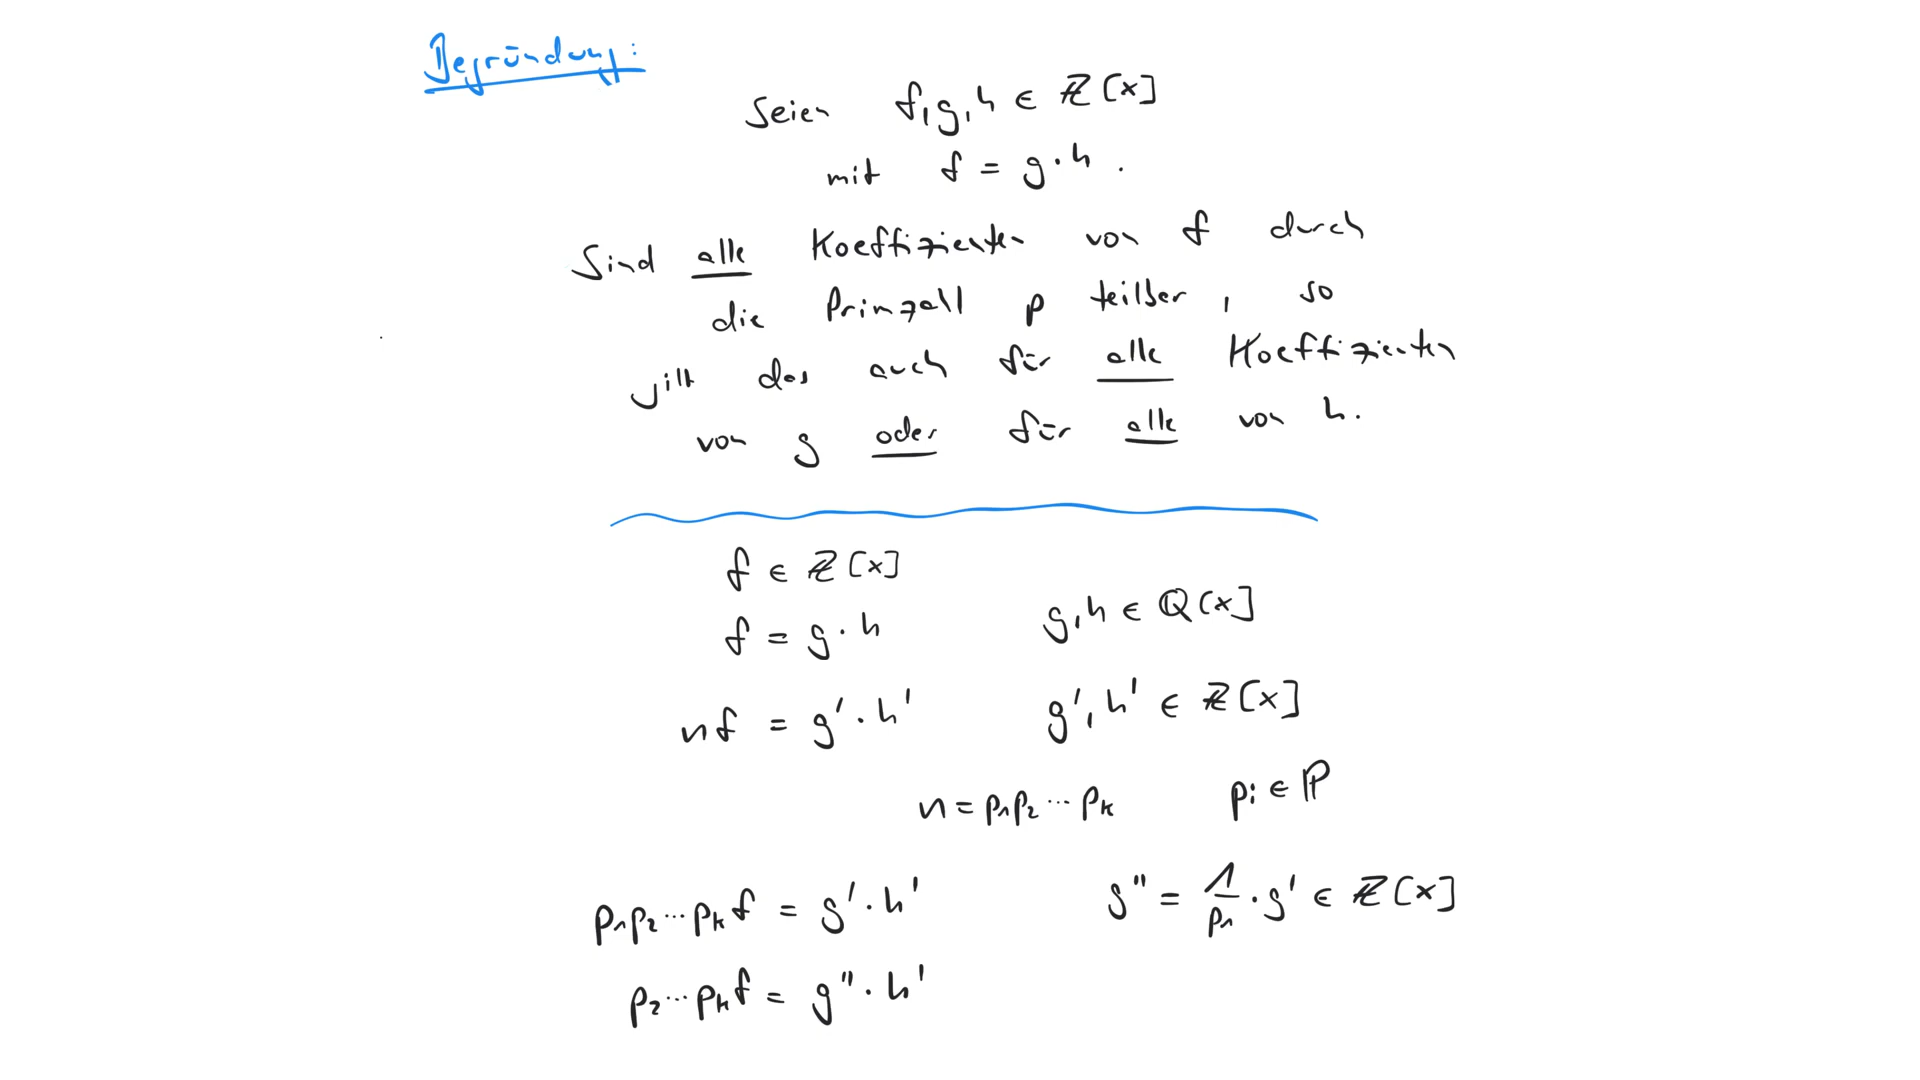 Begründung:
Seien f, g, h ∈ ℤ[x]
mit f = g · h .
Sind alle Koeffizienten von f durch
die Primzahl p teilbar, so
gilt das auch für alle Koeffizienten
von g oder für alle von h.
f ∈ ℤ[x]
f = g · h g, h ∈ ℚ[x]
nf = g' · h' g', h' ∈ ℤ[x]
n = p₁p₂ ⋯ pₖ pᵢ ∈ ℙ
p₁p₂ ⋯ pₖ f = g' · h' g'' = 1/p₁ · g' ∈ ℤ[x]
p₂ ⋯ pₖ f = g'' · h'